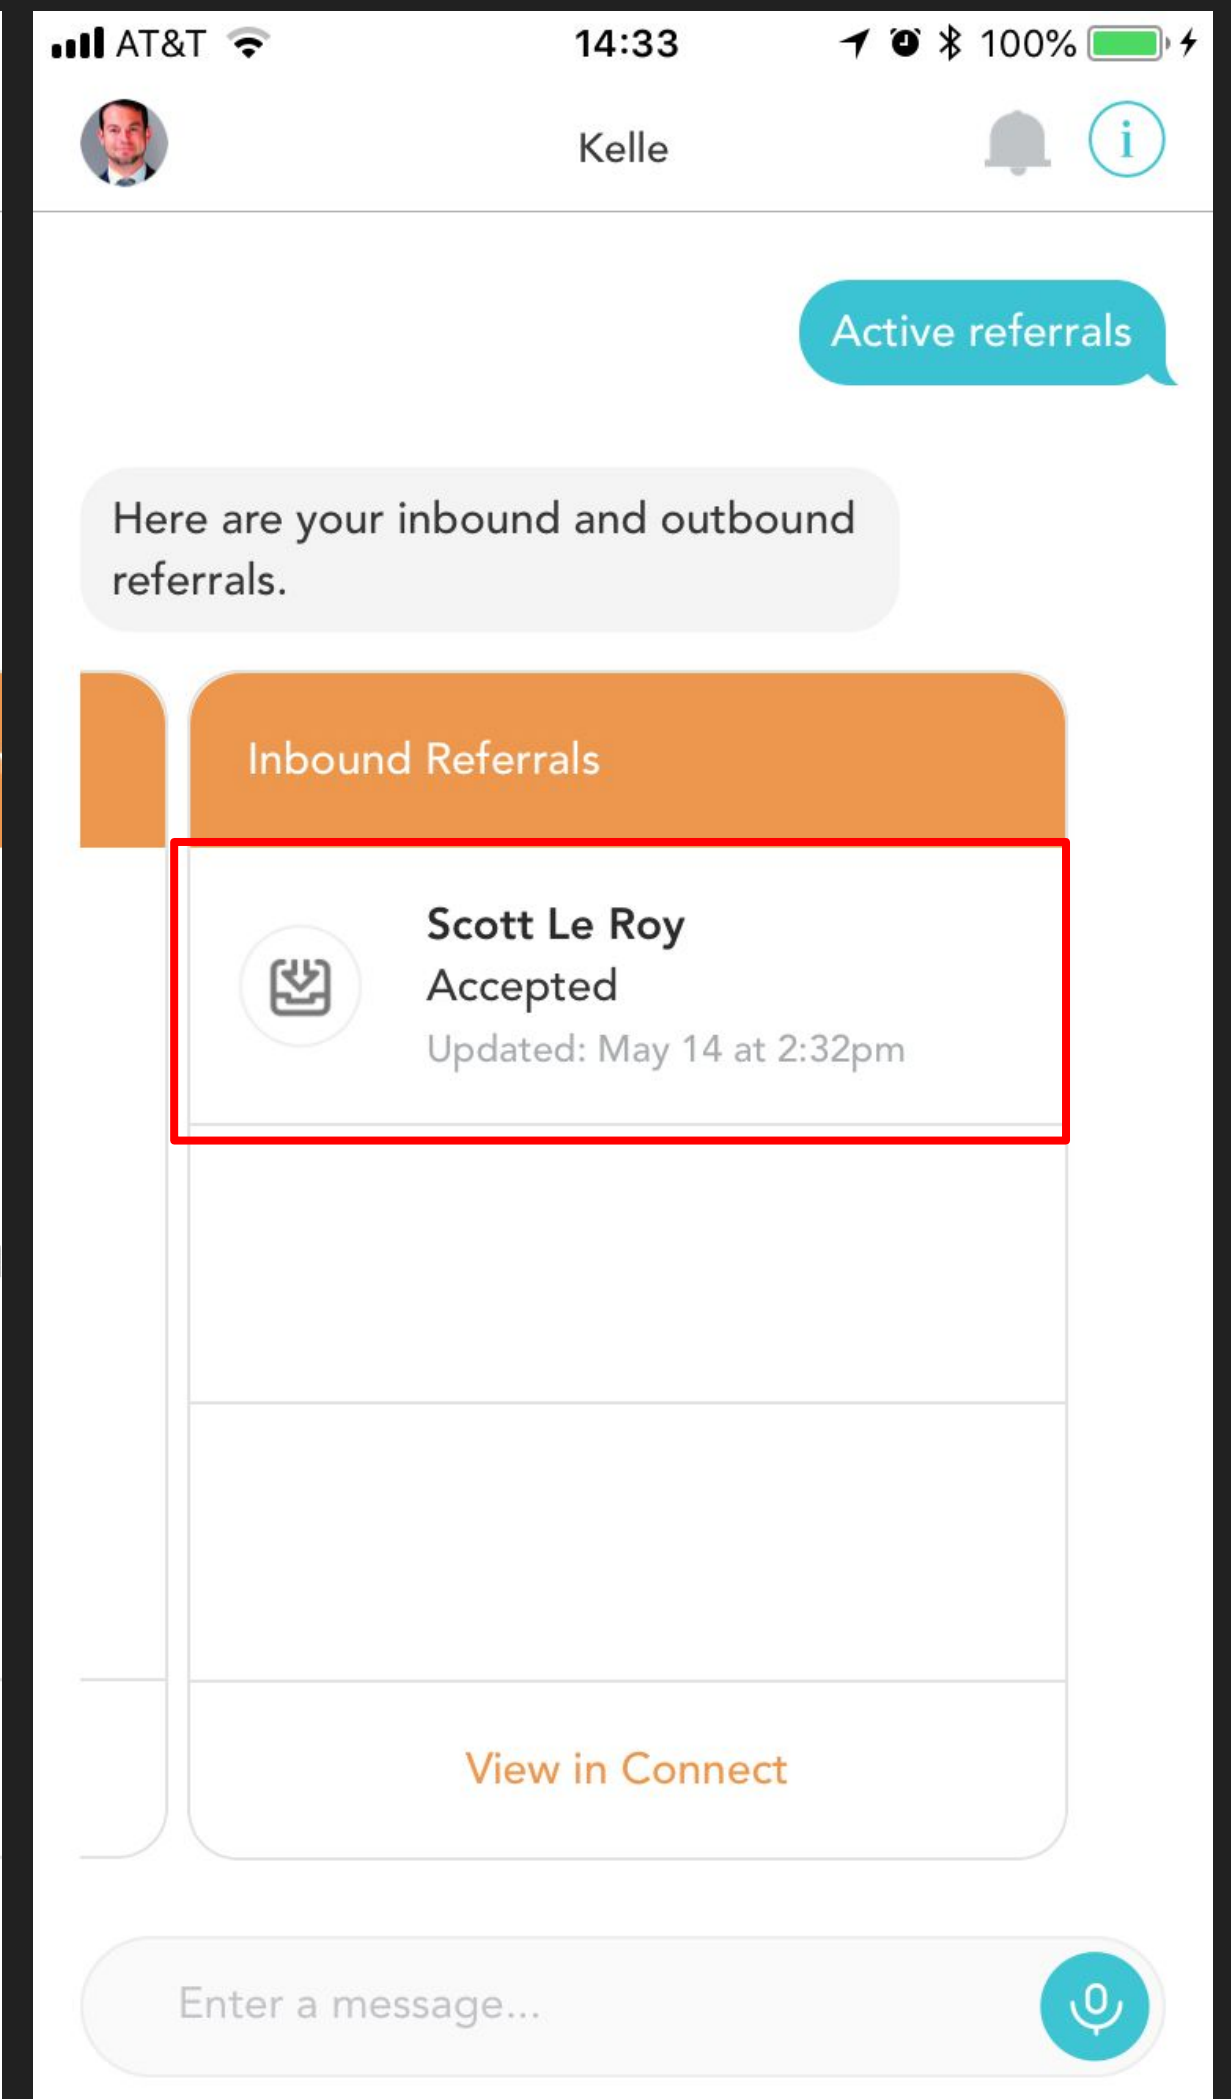 AT&T 14:33 100%
Kelle
i
Active referrals
Here are your inbound and outbound
referrals.
Inbound Referrals
Scott Le Roy
Accepted
Updated: May 14 at 2:32pm
View in Connect
Enter a message...